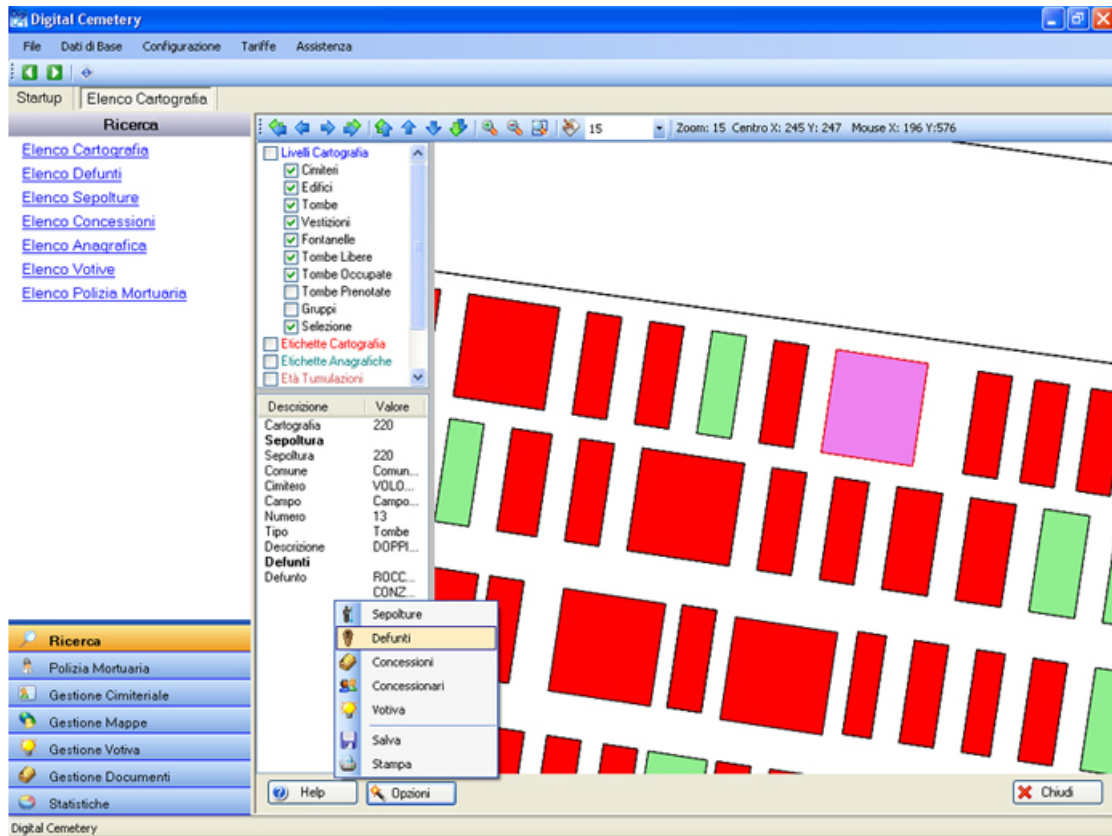 Digital Cemetery
File Dati di Base Configurazione Tariffe Assistenza
Startup Elenco Cartografia
Ricerca
Elenco Cartografia
Elenco Defunti
Elenco Sepolture
Elenco Concessioni
Elenco Anagrafica
Elenco Votive
Elenco Polizia Mortuaria
15 Zoom: 15 Centro X: 245 Y: 247 Mouse X: 196 Y:576
Livelli Cartografia
Cimiteri
Edifici
Tombe
Vestizioni
Fontanelle
Tombe Libere
Tombe Occupate
Tombe Prenotate
Gruppi
Selezione
Etichette Cartografia
Etichette Anagrafiche
Età Tumulazioni
Descrizione Valore
Cartografia 220
Sepoltura
Sepoltura 220
Comune Comun...
Cimitero VOLO...
Campo Campo...
Numero 13
Tipo Tombe
Descrizione DOPPI...
Defunti
Defunto ROCC...
CONZ...
Sepolture
Defunti
Concessioni
Concessionari
Votiva
Salva
Stampa
Ricerca
Polizia Mortuaria
Gestione Cimiteriale
Gestione Mappe
Gestione Votiva
Gestione Documenti
Statistiche
Help Opzioni Chiudi
Digital Cemetery